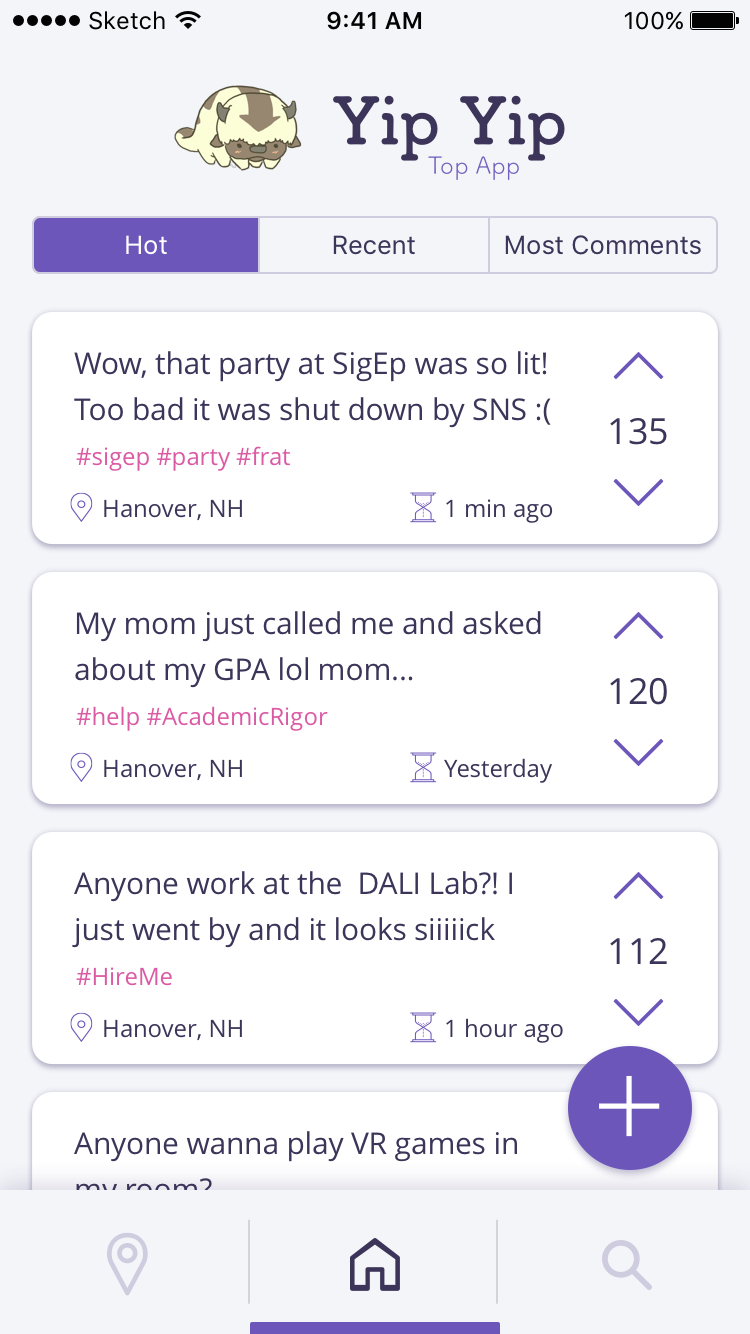 Sketch 9:41 AM 100%
Yip Yip
Top App
Hot Recent Most Comments
Wow, that party at SigEp was so lit!
Too bad it was shut down by SNS :(
#sigep #party #frat
Hanover, NH 1 min ago
135
My mom just called me and asked
about my GPA lol mom...
#help #AcademicRigor
Hanover, NH Yesterday
120
Anyone work at the  DALI Lab?! I
just went by and it looks siiiiick
#HireMe
Hanover, NH 1 hour ago
112
Anyone wanna play VR games in
my room?